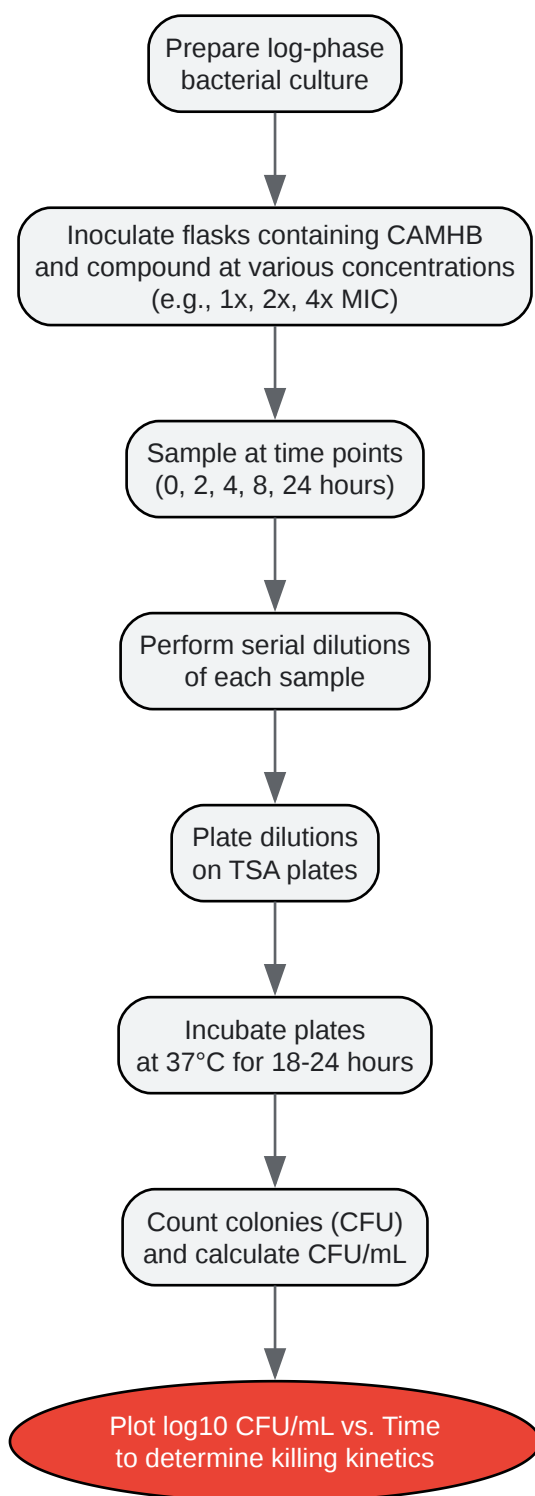 Prepare log-phase
bacterial culture
Inoculate flasks containing CAMHB
and compound at various concentrations
(e.g., 1x, 2x, 4x MIC)
Sample at time points
(0, 2, 4, 8, 24 hours)
Perform serial dilutions
of each sample
Plate dilutions
on TSA plates
Incubate plates
at 37°C for 18-24 hours
Count colonies (CFU)
and calculate CFU/mL
Plot log10 CFU/mL vs. Time
to determine killing kinetics